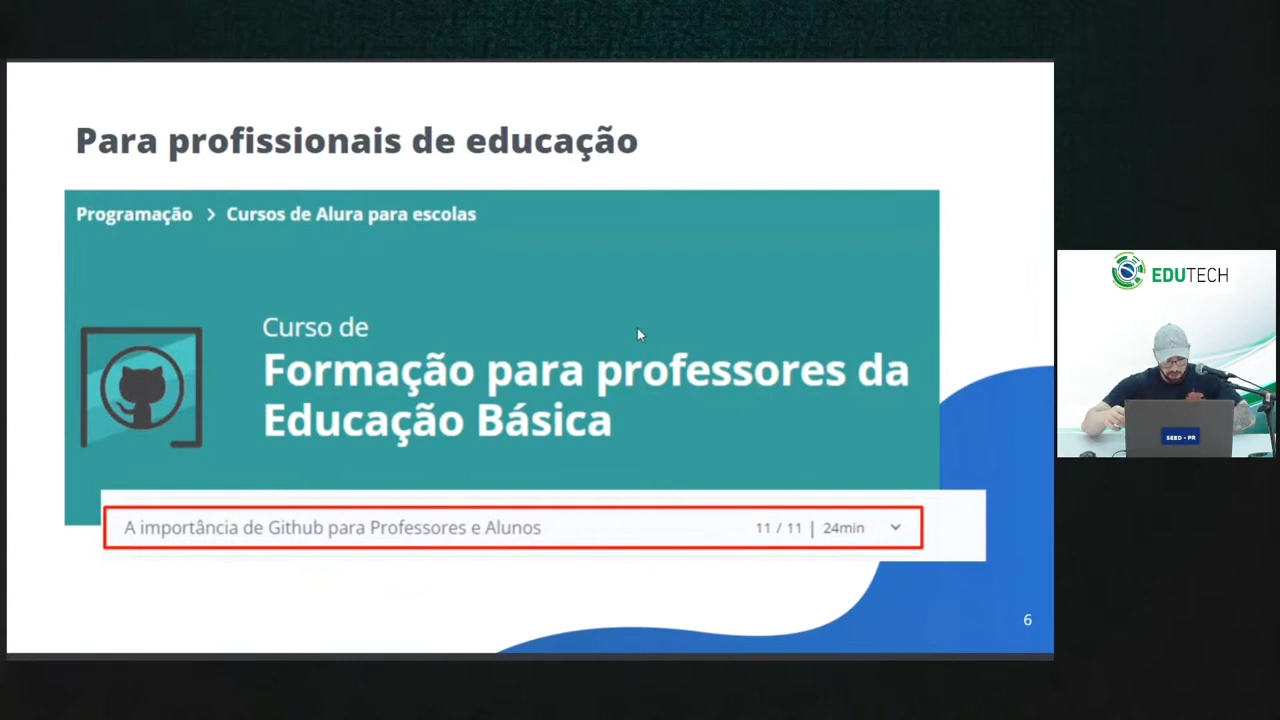 Para profissionais de educação
Programação > Cursos de Alura para escolas
Curso de
Formação para professores da
Educação Básica
A importância de Github para Professores e Alunos 11 / 11 | 24min
6
EDUTECH
SEED - PR